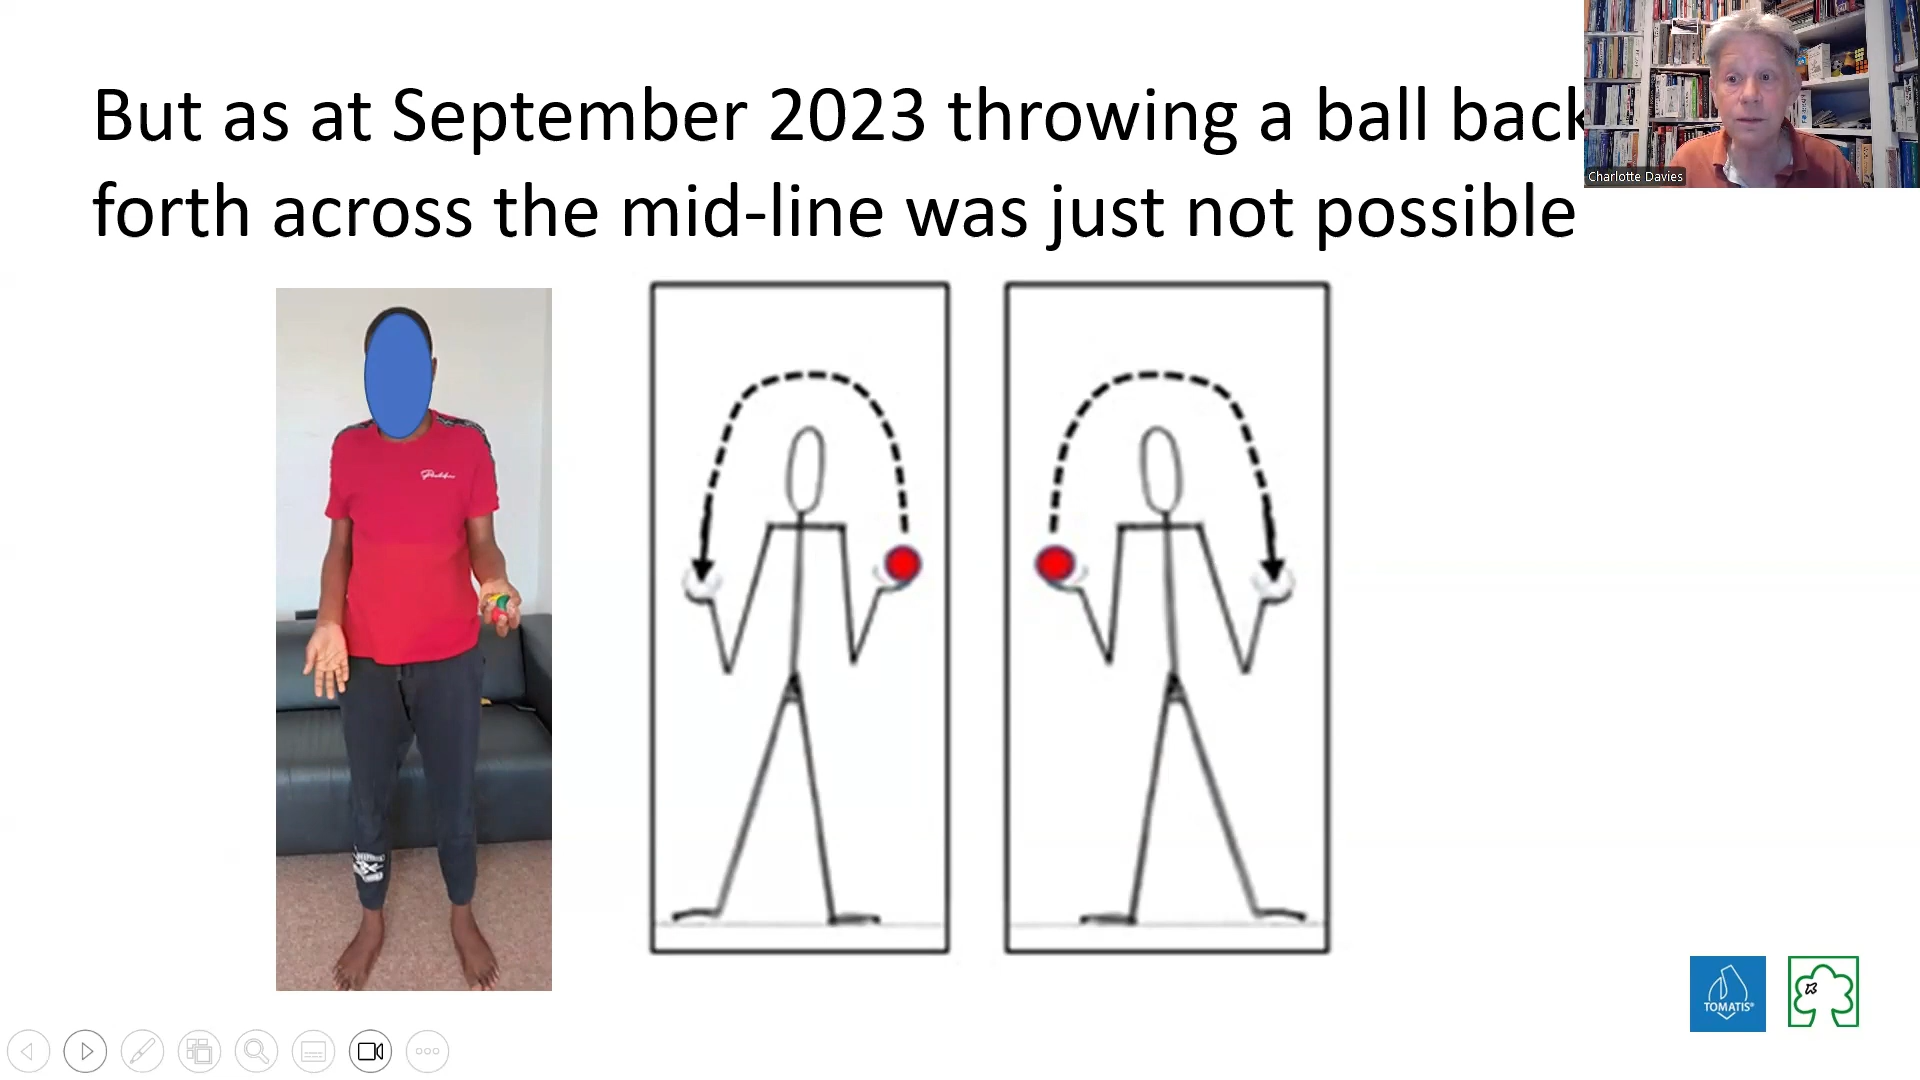 But as at September 2023 throwing a ball back
forth across the mid-line was just not possible
Charlotte Davies
TOMATIS®